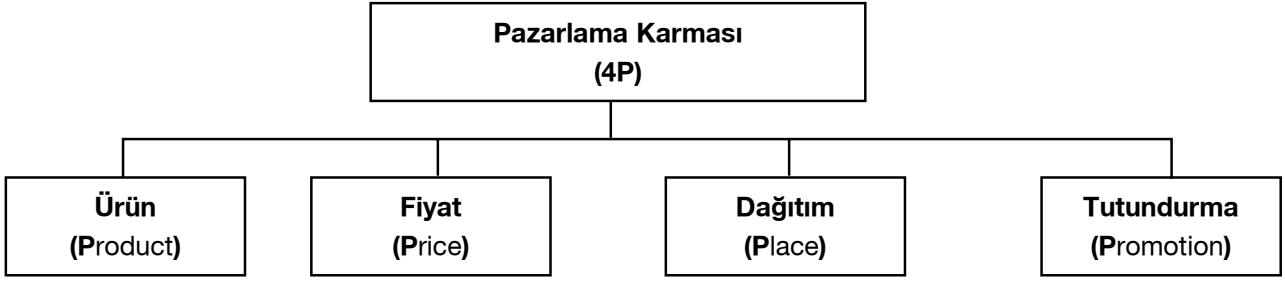 Pazarlama Karması
(4P)
Ürün
(Product)
Fiyat
(Price)
Dağıtım
(Place)
Tutundurma
(Promotion)